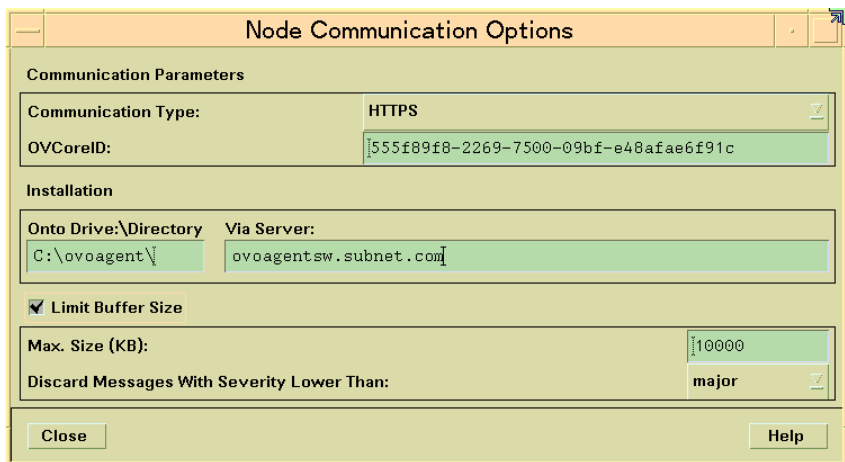 Node Communication Options
Communication Parameters
Communication Type: HTTPS
OVCoreID: 555f89f8-2269-7500-09bf-e48afae6f91c
Installation
Onto Drive:\Directory Via Server:
C:\ovoagent\ ovoagentsw.subnet.com
Limit Buffer Size
Max. Size (KB): 10000
Discard Messages With Severity Lower Than: major
Close Help